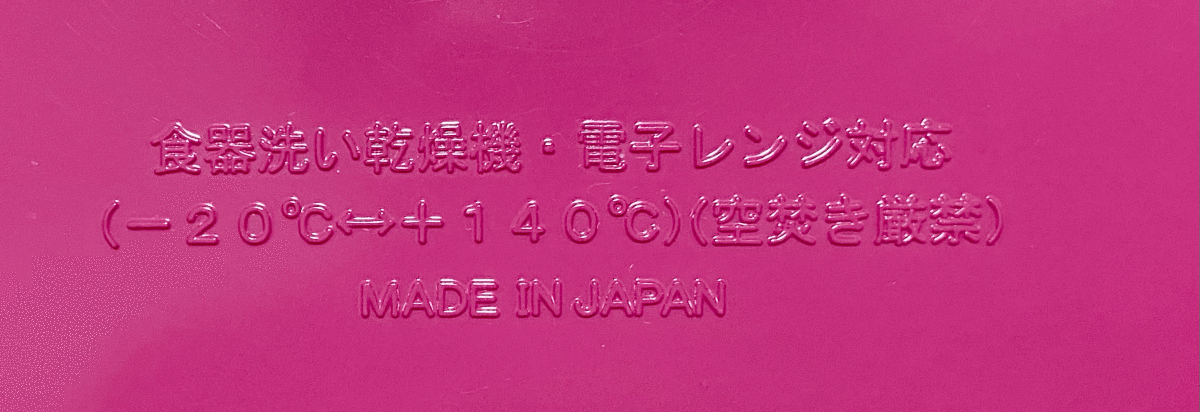 食器洗い乾燥機・電子レンジ対応
(−20℃↔+140℃)(空焚き厳禁)
MADE IN JAPAN